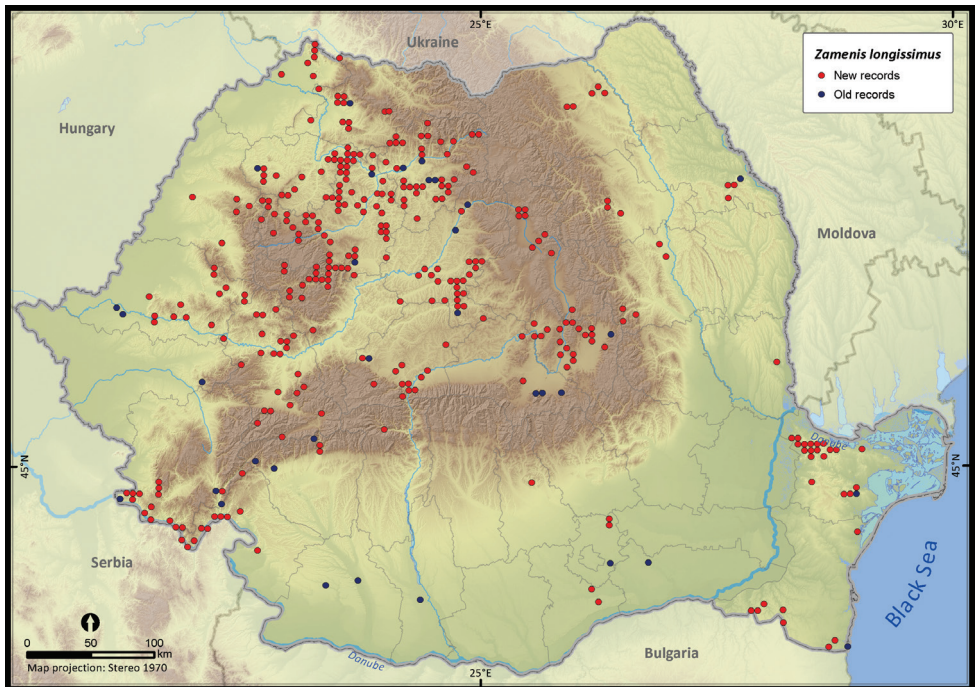 25°E
30°E
Ukraine
Zamenis longissimus
New records
Old records
Hungary
Moldova
Danube
45°N
45°N
Serbia
Black Sea
0 50 100
km
Map projection: Stereo 1970
Danube
Bulgaria
25°E